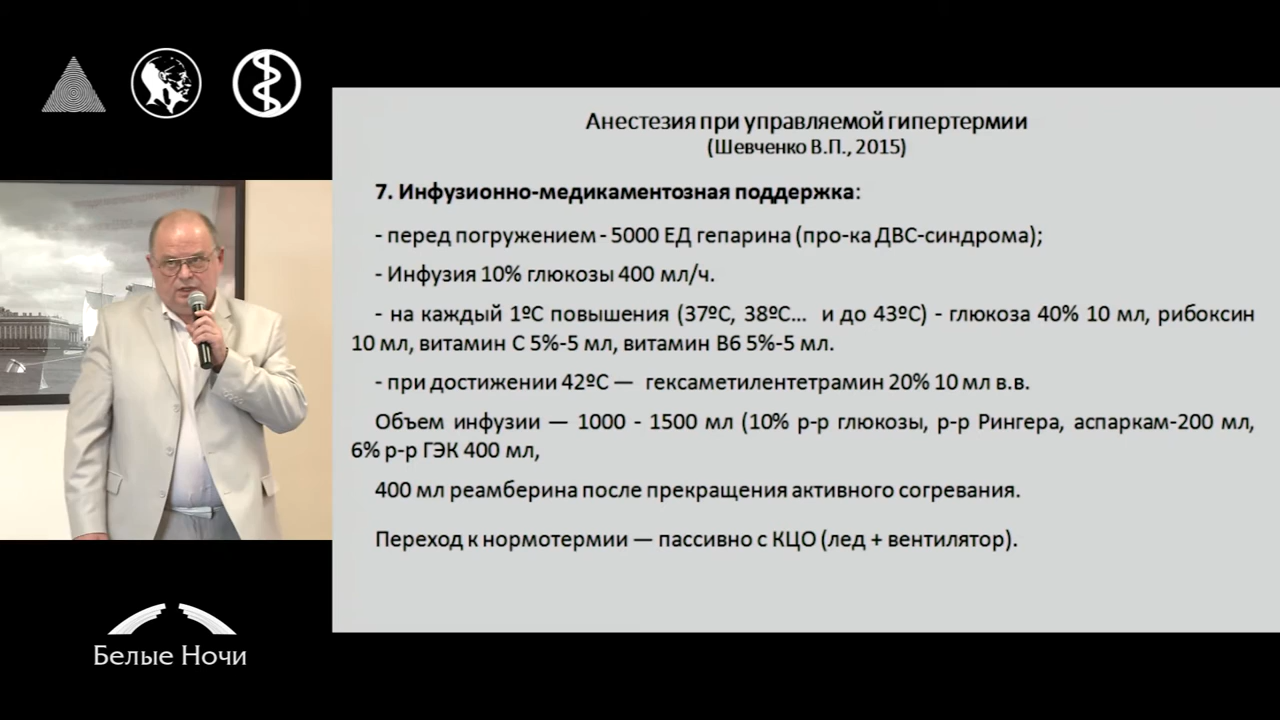 Анестезия при управляемой гипертермии
(Шевченко В.П., 2015)
7. Инфузионно-медикаментозная поддержка:
- перед погружением - 5000 ЕД гепарина (про-ка ДВС-синдрома);
- Инфузия 10% глюкозы 400 мл/ч.
- на каждый 1ºС повышения (37ºС, 38ºС... и до 43ºС) - глюкоза 40% 10 мл, рибоксин
10 мл, витамин С 5%-5 мл, витамин В6 5%-5 мл.
- при достижении 42ºС — гексаметилентетрамин 20% 10 мл в.в.
Объем инфузии — 1000 - 1500 мл (10% р-р глюкозы, р-р Рингера, аспаркам-200 мл,
6% р-р ГЭК 400 мл,
400 мл реамберина после прекращения активного согревания.
Переход к нормотермии — пассивно с КЦО (лед + вентилятор).
Белые Ночи